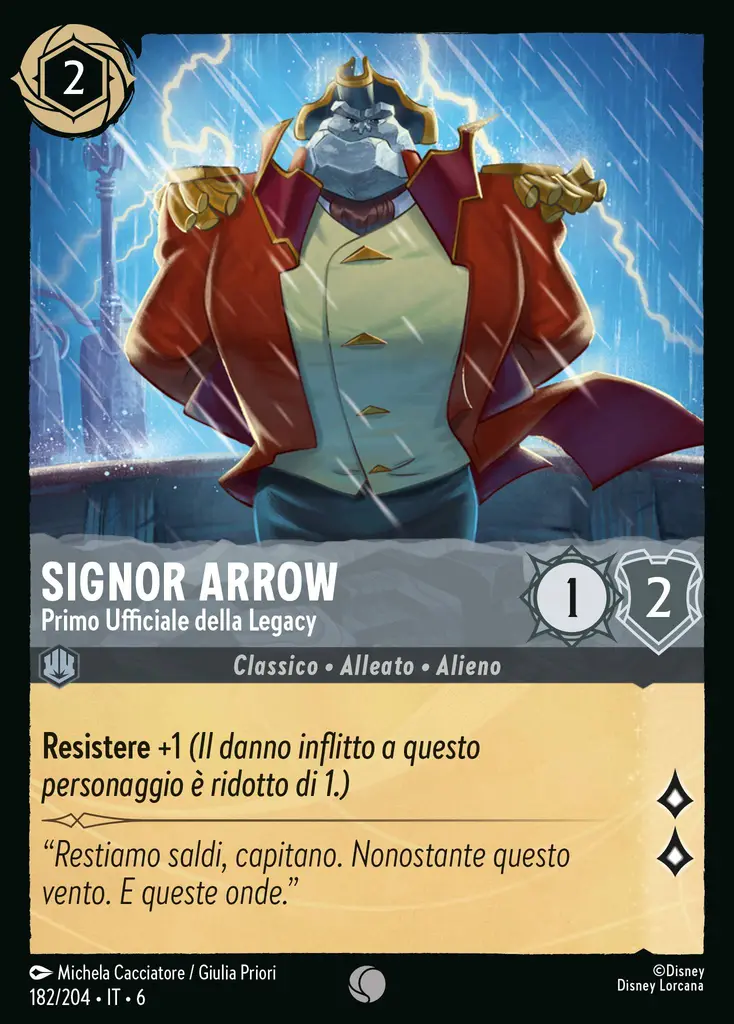 2
SIGNOR ARROW
Primo Ufficiale della Legacy
1
2
Classico • Alleato • Alieno
Resistere +1 (Il danno inflitto a questo
personaggio è ridotto di 1.)
“Restiamo saldi, capitano. Nonostante questo
vento. E queste onde.”
Michela Cacciatore / Giulia Priori
182/204 • IT • 6
©Disney
Disney Lorcana